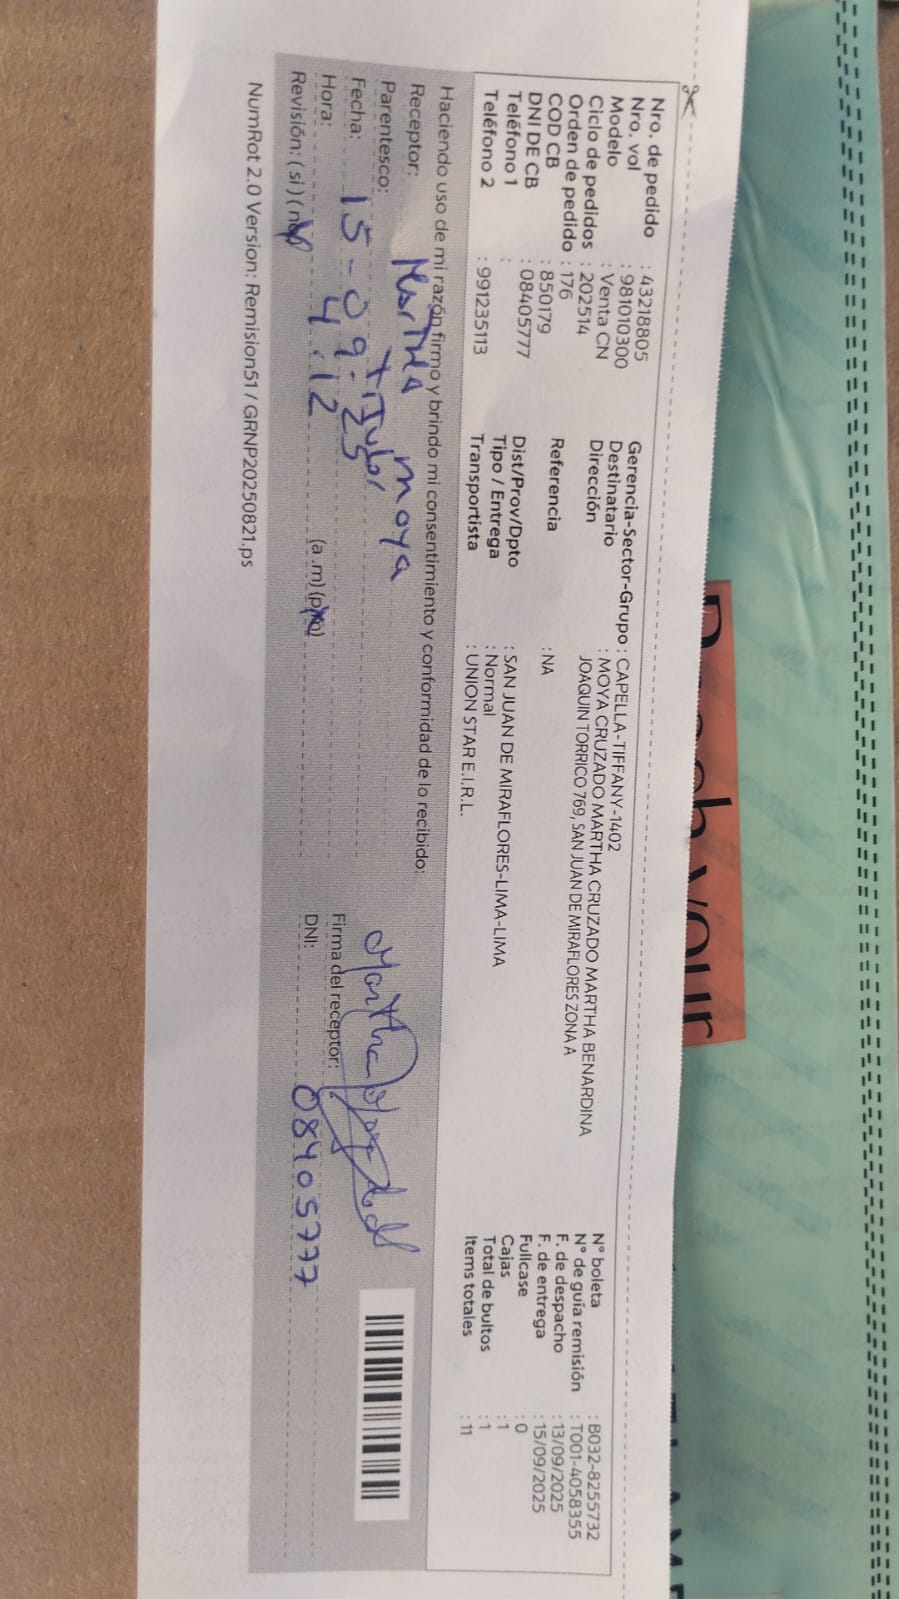 Nro. de pedido : 43218805
Nro. vol : 981010300
Modelo : Venta CN
Ciclo de pedidos : 202514
Orden de pedido : 176
COD CB : 850179
DNI DE CB : 08405777
Teléfono 1 :
Teléfono 2 : 991235113
Gerencia-Sector-Grupo : CAPELLA-TIFFANY-1402
Destinatario : MOYA CRUZADO MARTHA CRUZADO MARTHA BENARDINA
Dirección JOAQUIN TORRICO 769, SAN JUAN DE MIRAFLORES ZONA A
Referencia : NA
Dist/Prov/Dpto : SAN JUAN DE MIRAFLORES-LIMA-LIMA
Tipo / Entrega : Normal
Transportista : UNION STAR E.I.R.L.
N° boleta : B032-8255732
N° de guía remisión : T001-4058355
F. de despacho : 13/09/2025
F. de entrega : 15/09/2025
Fullcase : 0
Cajas : 1
Total de bultos : 1
Items totales : 11
Haciendo uso de mi razón firmo y brindo mi consentimiento y conformidad de lo recibido:
Receptor: Martha moya
Parentesco: Titular
Fecha: 15-09-25
Hora: 4:12 (a.m)(pm)
Revisión: (si) (no)
Firma del receptor:
DNI: 08405777
NumRot 2.0 Version: Remision51 / GRNP20250821.ps
your